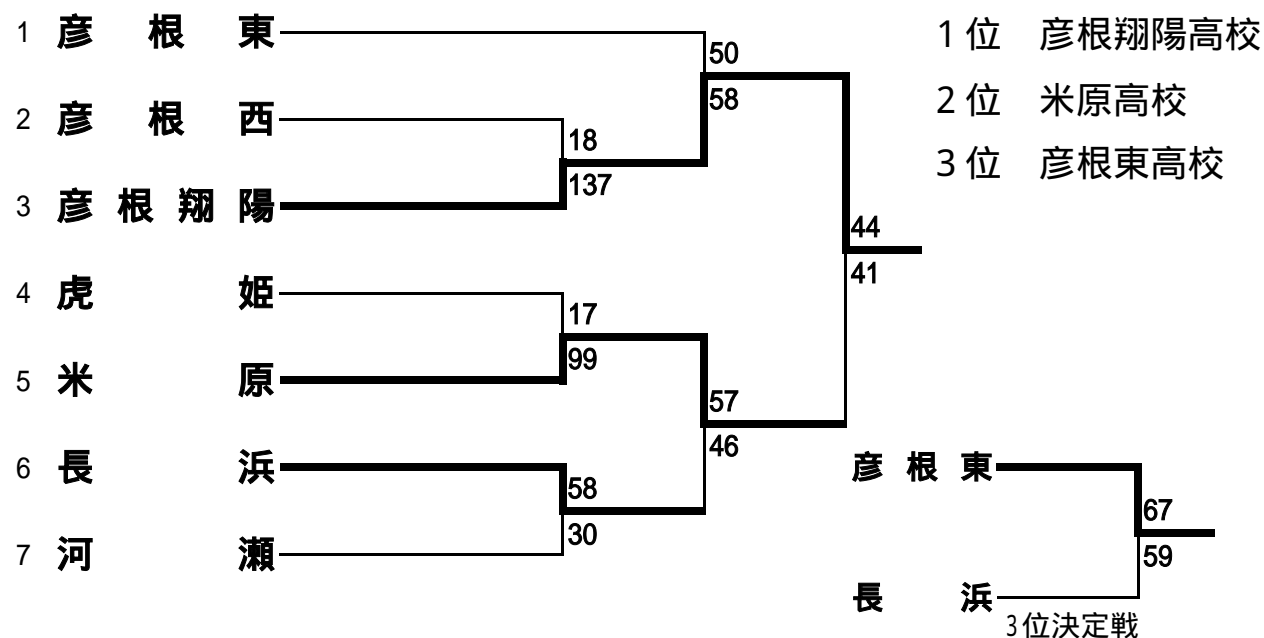 1 彦根東
50
58
2 彦根西
18
137
3 彦根翔陽
44
41
4 虎姫
17
99
5 米原
57
46
6 長浜
58
30
7 河瀬
1位 彦根翔陽高校
2位 米原高校
3位 彦根東高校
彦根東
67
59
長浜
3位決定戦